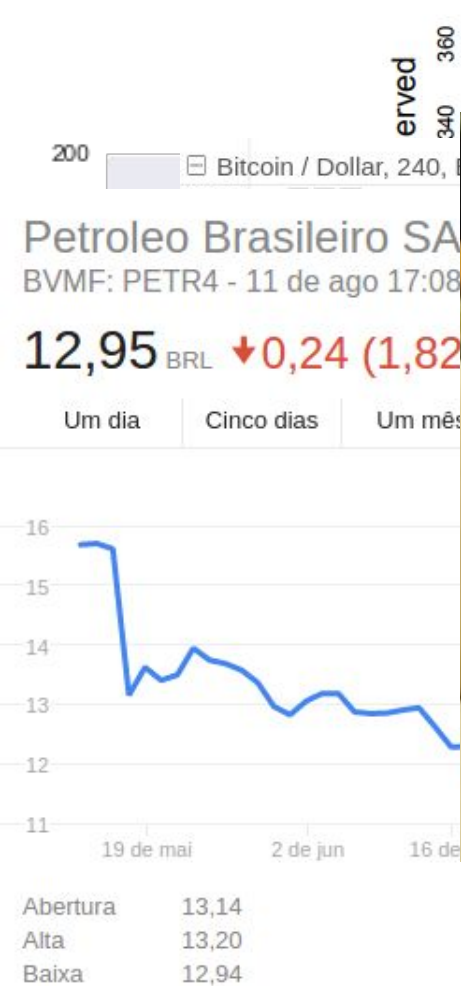 360
erved
340
200
Bitcoin / Dollar, 240,
Petroleo Brasileiro SA
BVMF: PETR4 - 11 de ago 17:08
12,95 BRL 0,24 (1,82
Um dia Cinco dias Um mês
16
15
14
13
12
11
19 de mai 2 de jun 16 de
Abertura 13,14
Alta 13,20
Baixa 12,94